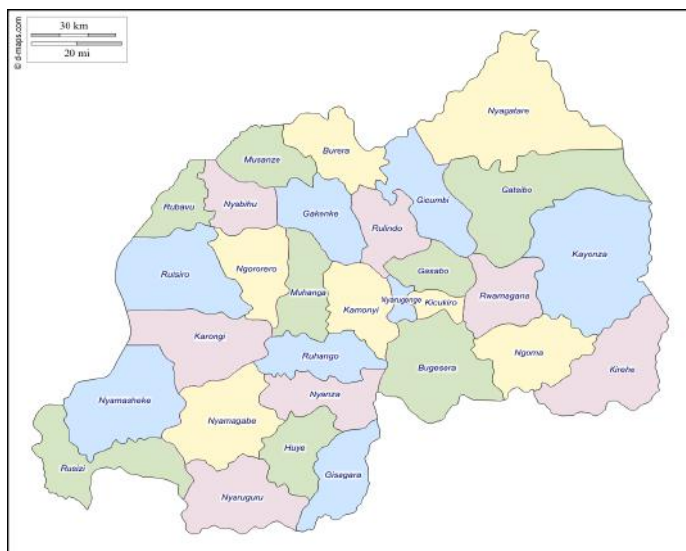 30 km
20 mi
© d-maps.com
Nyagatare
Burera
Musanze
Gicumbi
Gatsibo
Nyabihu
Rubavu
Gakenke
Rulindo
Kayonza
Rutsiro
Ngororero
Gasabo
Muhanga
Rwamagana
Kamonyi
Nyarugenge
Kicukiro
Karongi
Ruhango
Ngoma
Bugesera
Kirehe
Nyanza
Nyamasheke
Nyamagabe
Huye
Rusizi
Gisagara
Nyaruguru